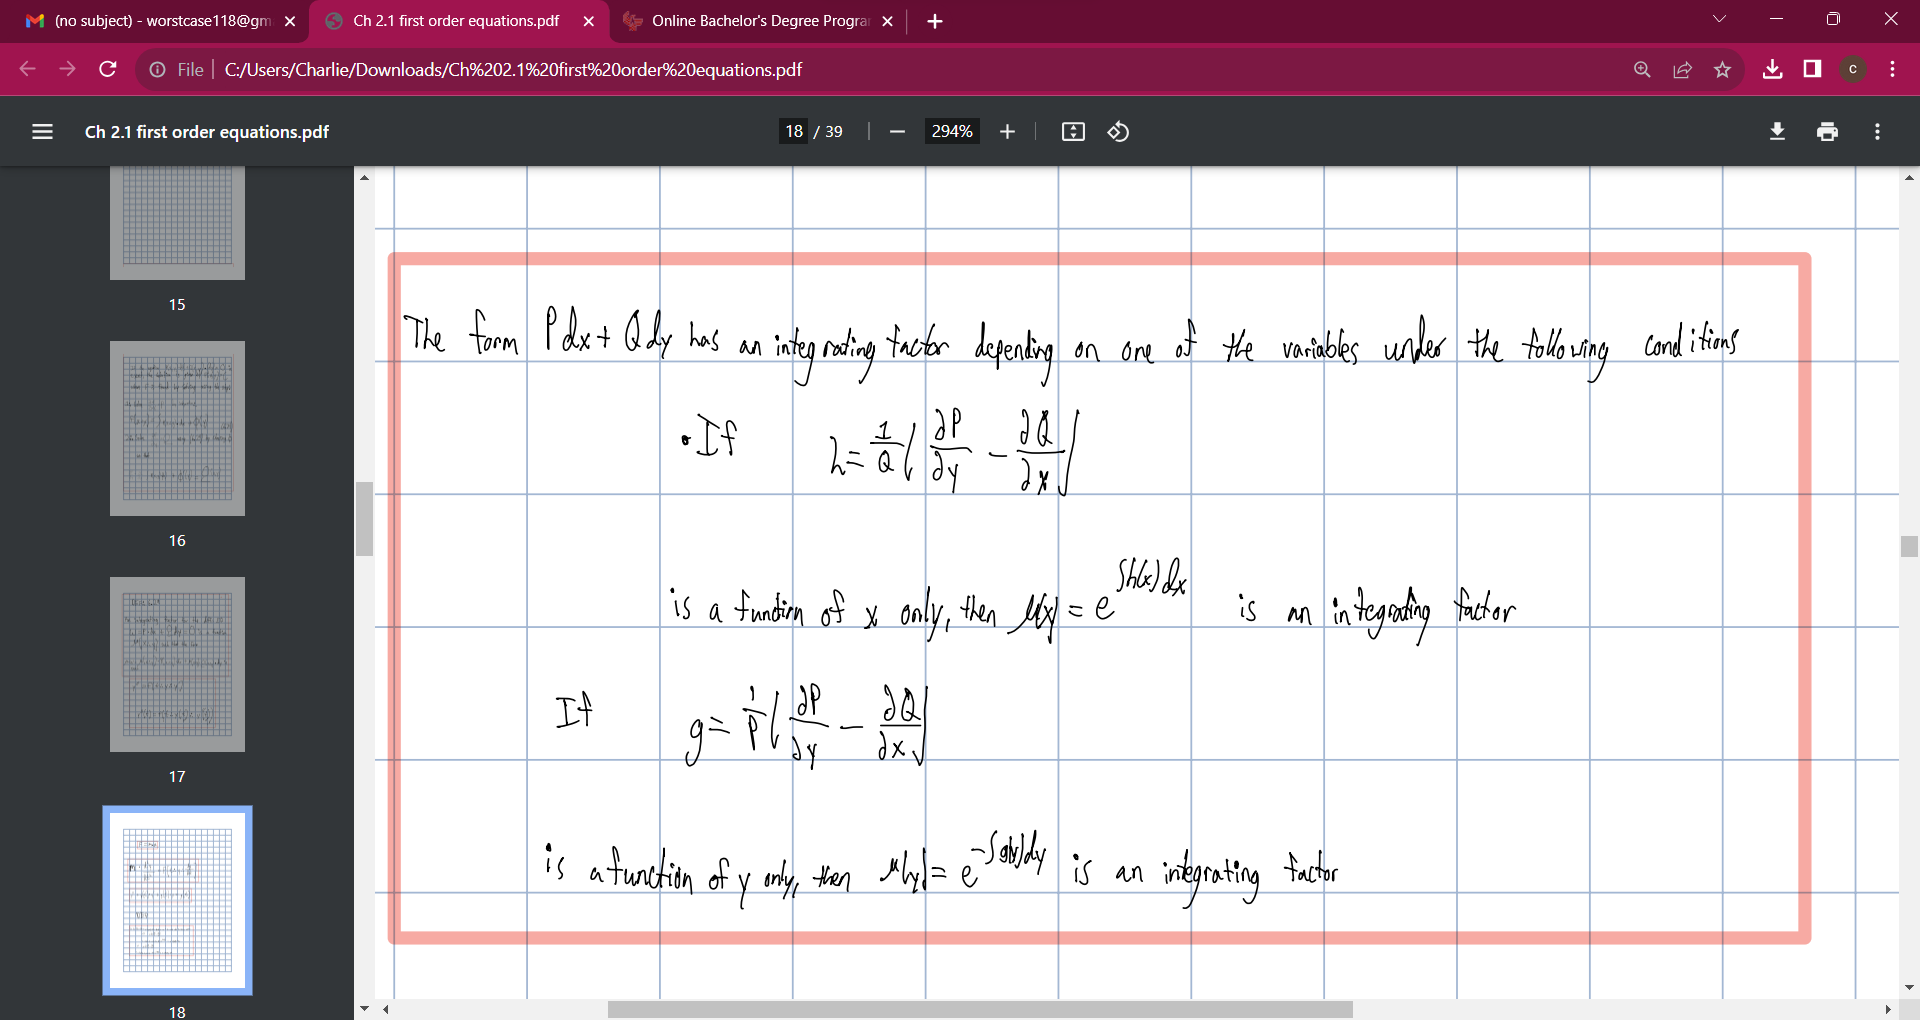 (no subject) - worstcase118@gm
Ch 2.1 first order equations.pdf
Online Bachelor's Degree Progra
File
C:/Users/Charlie/Downloads/Ch%202.1%20first%20order%20equations.pdf
c
Ch 2.1 first order equations.pdf
18 / 39
294%
15
16
17
18
The form Pdx + Qdy has an integrating factor depending on one of the variables under the following conditions
• If h = 1/Q ( ∂P/∂y − ∂Q/∂x )
is a function of x only, then μ(x) = e^∫h(x)dx is an integrating factor
If g = 1/P ( ∂P/∂y − ∂Q/∂x )
is a function of y only, then μ(y) = e^−∫g(y)dy is an integrating factor